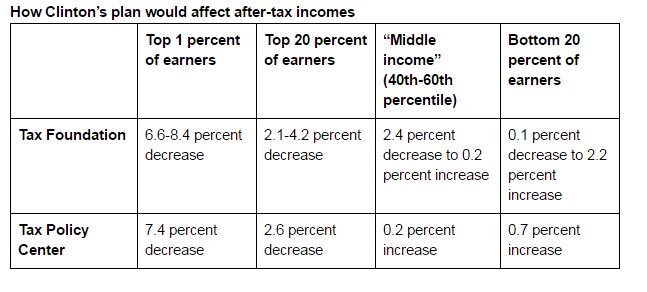 How Clinton's plan would affect after-tax incomes
Top 1 percent
of earners
Top 20 percent
of earners
“Middle
income”
(40th-60th
percentile)
Bottom 20
percent of
earners
Tax Foundation
6.6-8.4 percent
decrease
2.1-4.2 percent
decrease
2.4 percent
decrease to 0.2
percent increase
0.1 percent
decrease to 2.2
percent
increase
Tax Policy
Center
7.4 percent
decrease
2.6 percent
decrease
0.2 percent
increase
0.7 percent
increase